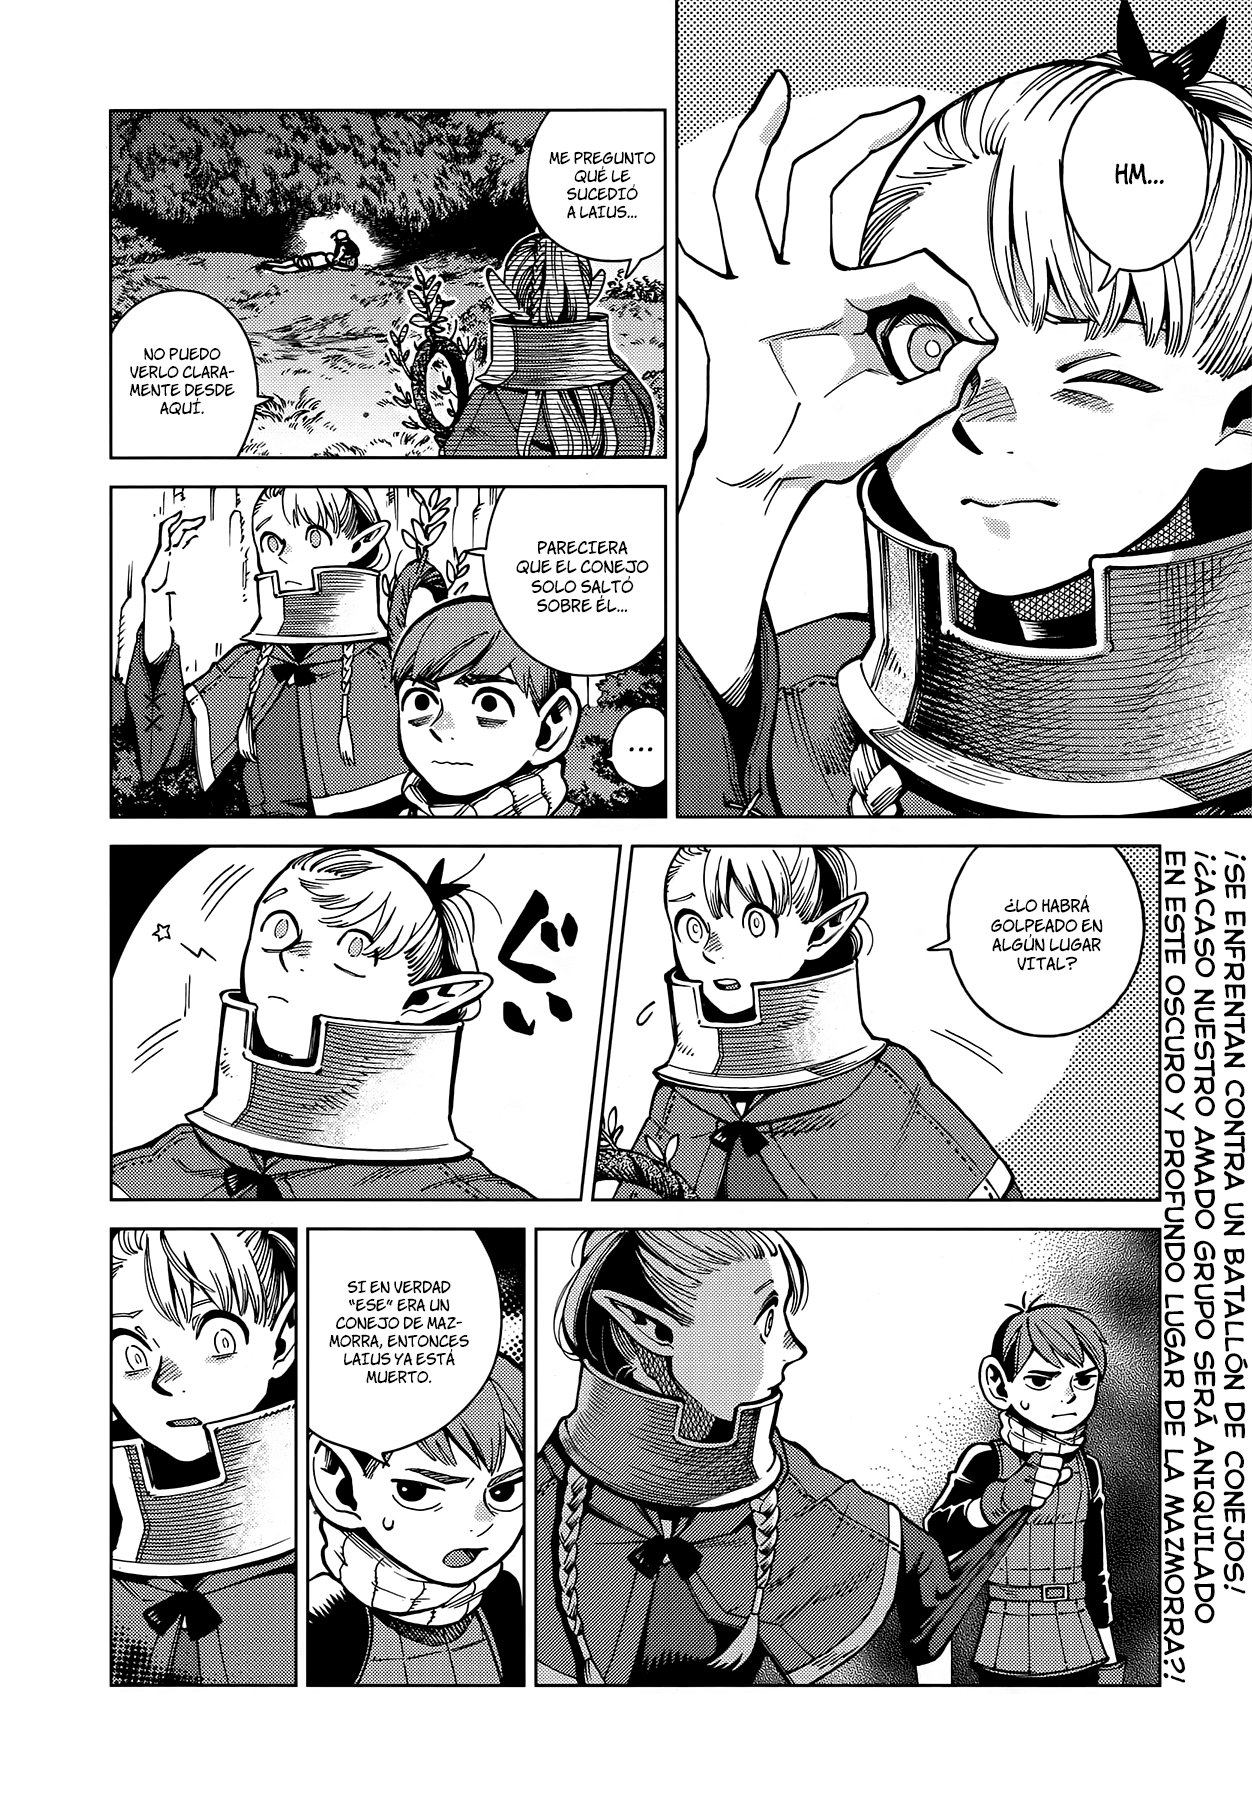 HM...
ME PREGUNTO
QUÉ LE
SUCEDIÓ
A LAIUS...
NO PUEDO
VERLO CLARA-
MENTE DESDE
AQUÍ.
PARECIERA
QUE EL CONEJO
SOLO SALTÓ
SOBRE ÉL...
...
¿LO HABRÁ
GOLPEADO EN
ALGÚN LUGAR
VITAL?
ぐいっ
SI EN VERDAD
"ESE" ERA UN
CONEJO DE MAZ-
MORRA, ENTONCES
LAIUS YA ESTÁ
MUERTO.
¡SE ENFRENTAN CONTRA UN BATALLÓN DE CONEJOS!
¡¿ACASO NUESTRO AMADO GRUPO SERÁ ANIQUILADO
EN ESTE OSCURO Y PROFUNDO LUGAR DE LA MAZMORRA?!